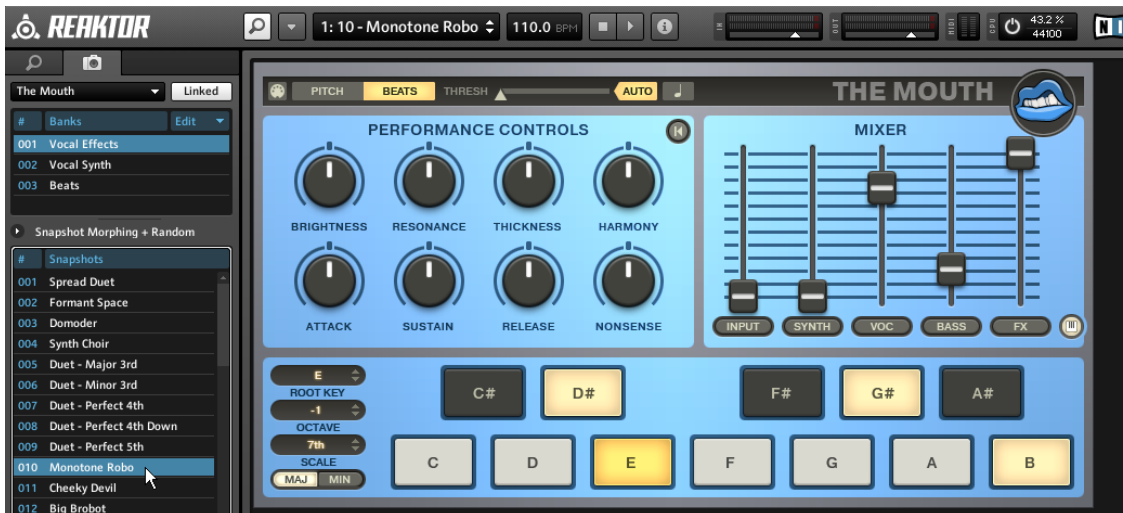 REAKTOR
1: 10 - Monotone Robo
110.0 BPM
IN
OUT
MIDI
CPU
43.2 %
44100
NI
The Mouth
Linked
# Banks Edit
001 Vocal Effects
002 Vocal Synth
003 Beats
Snapshot Morphing + Random
# Snapshots
001 Spread Duet
002 Formant Space
003 Domoder
004 Synth Choir
005 Duet - Major 3rd
006 Duet - Minor 3rd
007 Duet - Perfect 4th
008 Duet - Perfect 4th Down
009 Duet - Perfect 5th
010 Monotone Robo
011 Cheeky Devil
012 Big Brobot
PITCH BEATS THRESH AUTO
THE MOUTH
PERFORMANCE CONTROLS
BRIGHTNESS RESONANCE THICKNESS HARMONY
ATTACK SUSTAIN RELEASE NONSENSE
MIXER
INPUT SYNTH VOC BASS FX
E
ROOT KEY
-1
OCTAVE
7th
SCALE
MAJ MIN
C# D# F# G# A#
C D E F G A B